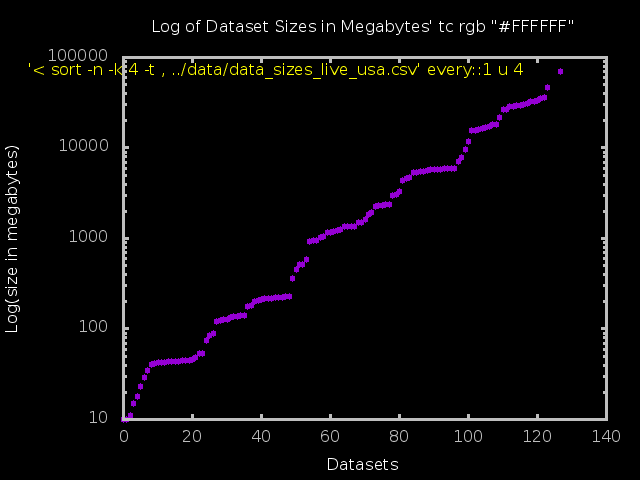 Log of Dataset Sizes in Megabytes' tc rgb "#FFFFFF"
100000
'< sort -n -k 4 -t , ../data/data_sizes_live_usa.csv' every::1 u 4
10000
1000
100
10
Log(size in megabytes)
0 20 40 60 80 100 120 140
Datasets